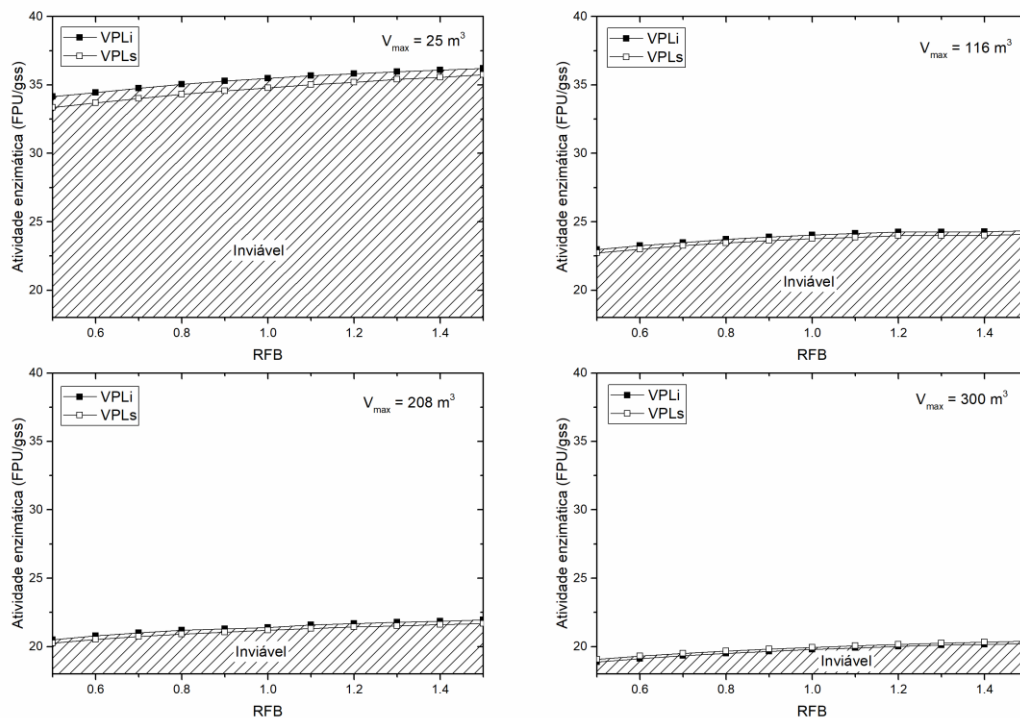 40
35
30
25
20
Atividade enzimática (FPU/gss)
VPLi
VPLs
V_max = 25 m³
Inviável
0.6 0.8 1.0 1.2 1.4
RFB
40
35
30
25
20
Atividade enzimática (FPU/gss)
VPLi
VPLs
V_max = 116 m³
Inviável
0.6 0.8 1.0 1.2 1.4
RFB
40
35
30
25
20
Atividade enzimática (FPU/gss)
VPLi
VPLs
V_max = 208 m³
Inviável
0.6 0.8 1.0 1.2 1.4
RFB
40
35
30
25
20
Atividade enzimática (FPU/gss)
VPLi
VPLs
V_max = 300 m³
Inviável
0.6 0.8 1.0 1.2 1.4
RFB